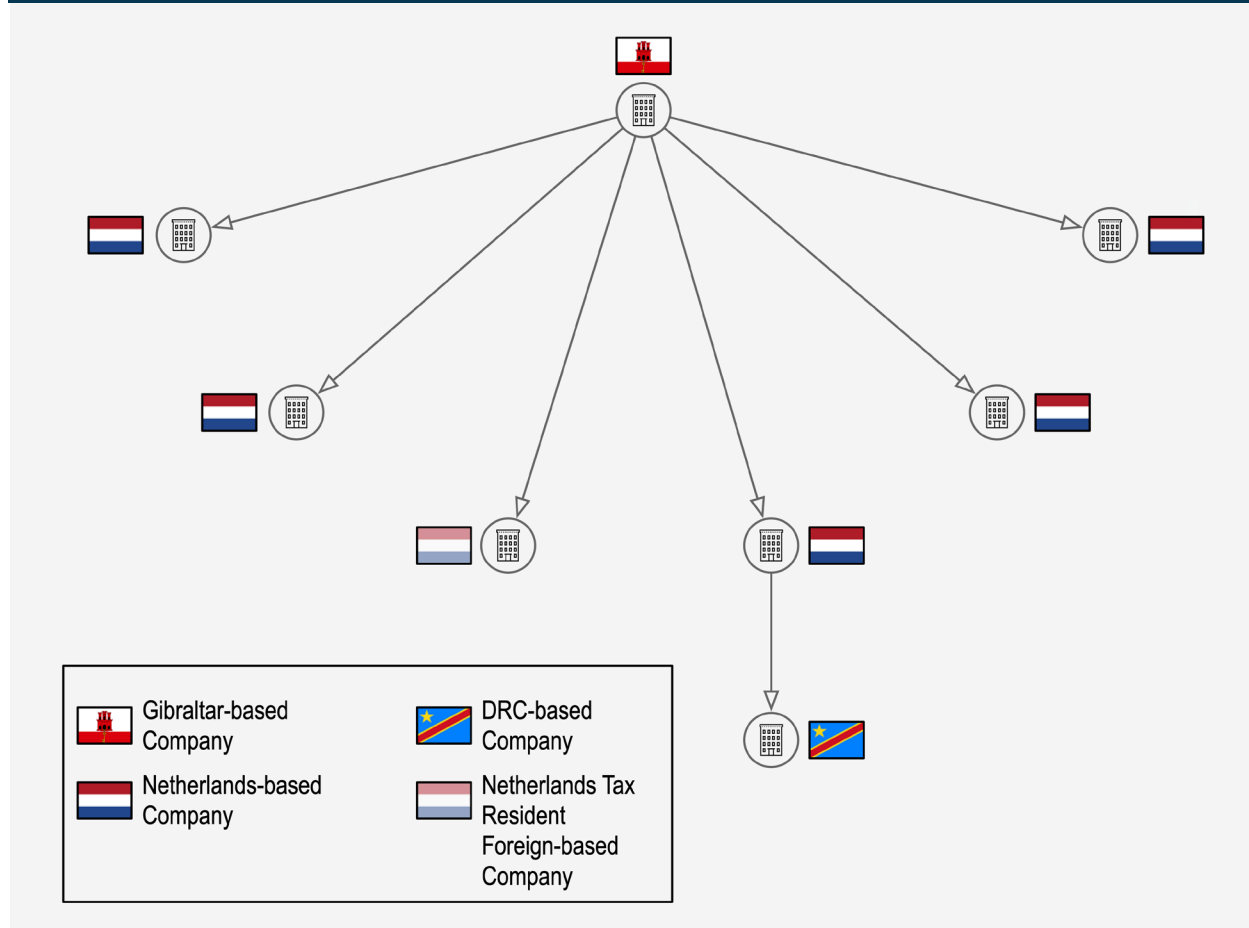 Gibraltar-based
Company
DRC-based
Company
Netherlands-based
Company
Netherlands Tax
Resident
Foreign-based
Company